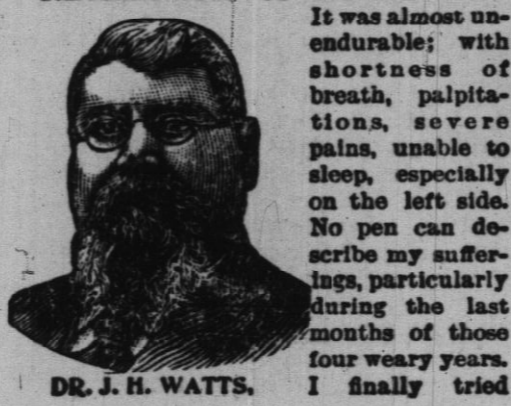 It was almost un-
endurable; with
shortness of
breath, palpita-
tions, severe
pains, unable to
sleep, especially
on the left side.
No pen can de-
scribe my suffer-
ings, particularly
during the last
months of those
four weary years.
I finally tried
DR. J. H. WATTS,